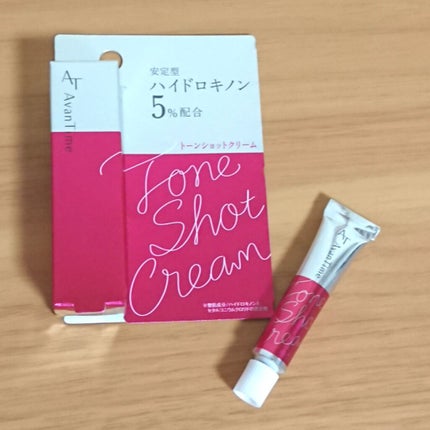 AT
AvanTime
安定型
ハイドロキノン
5%配合
トーンショットクリーム
Tone
Shot
Cream
AT
AvanTime
Tone
Shot